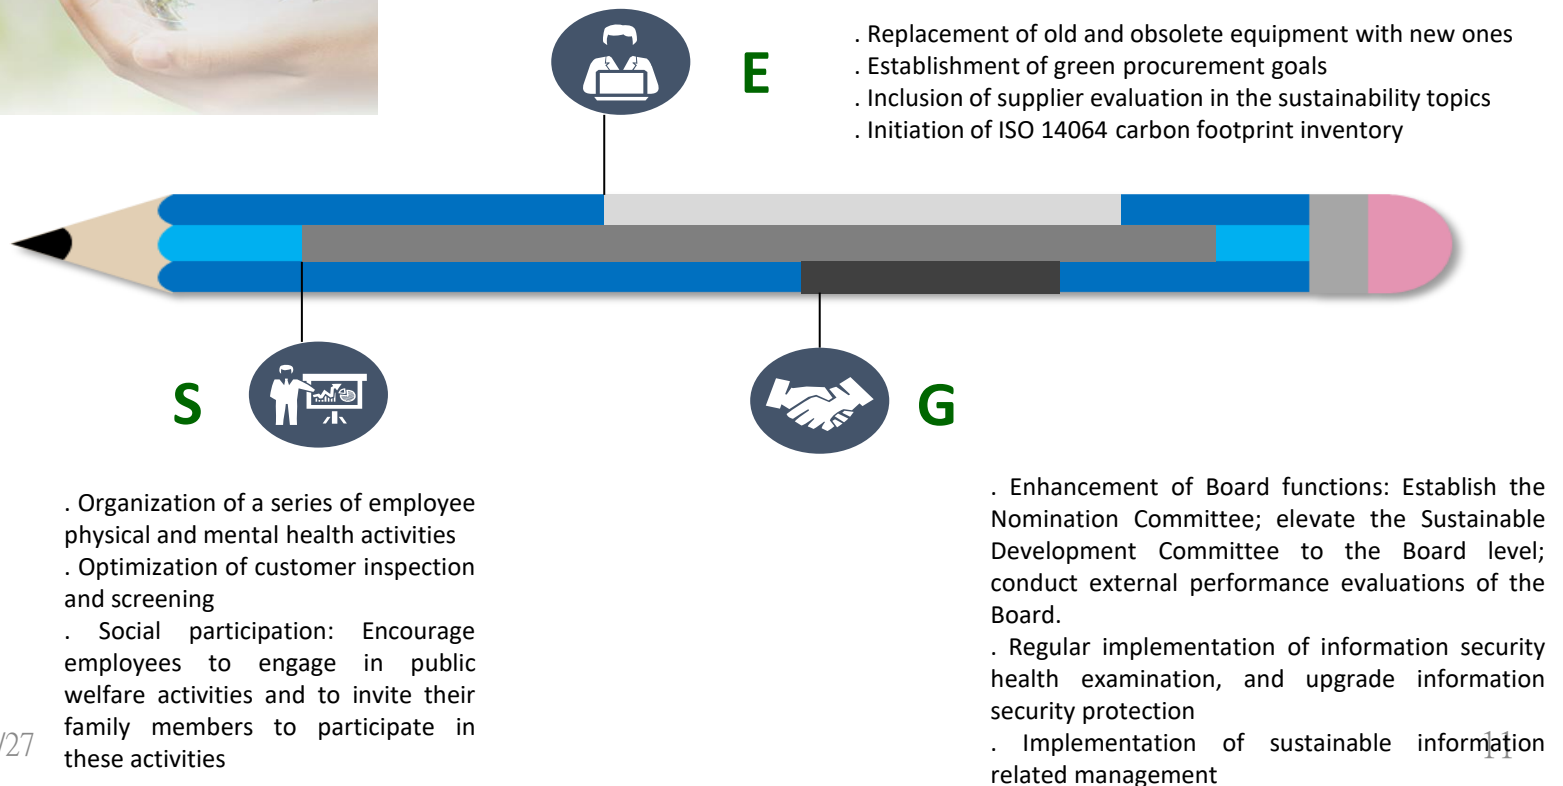 E
. Replacement of old and obsolete equipment with new ones
. Establishment of green procurement goals
. Inclusion of supplier evaluation in the sustainability topics
. Initiation of ISO 14064 carbon footprint inventory
S
G
. Organization of a series of employee
physical and mental health activities
. Optimization of customer inspection
and screening
. Social participation: Encourage
employees to engage in public
welfare activities and to invite their
family members to participate in
these activities
. Enhancement of Board functions: Establish the
Nomination Committee; elevate the Sustainable
Development Committee to the Board level;
conduct external performance evaluations of the
Board.
. Regular implementation of information security
health examination, and upgrade information
security protection
. Implementation of sustainable information
related management
/27
11